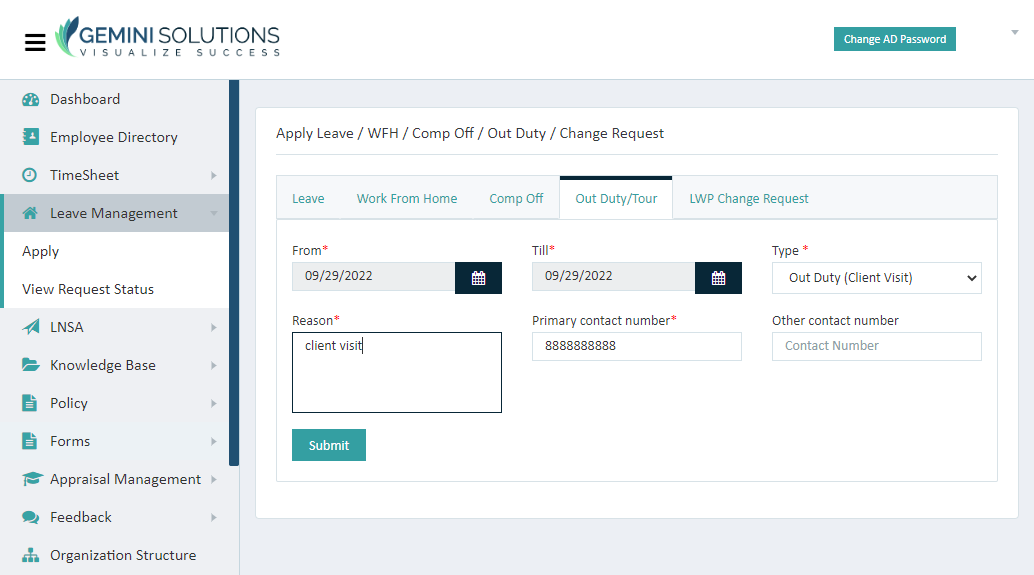 GEMINI SOLUTIONS
VISUALIZE SUCCESS
Change AD Password
Dashboard
Employee Directory
TimeSheet
Leave Management
Apply
View Request Status
LNSA
Knowledge Base
Policy
Forms
Appraisal Management
Feedback
Organization Structure
Apply Leave / WFH / Comp Off / Out Duty / Change Request
Leave Work From Home Comp Off Out Duty/Tour LWP Change Request
From* Till* Type *
09/29/2022 09/29/2022 Out Duty (Client Visit)
Reason* Primary contact number* Other contact number
client visit 8888888888 Contact Number
Submit